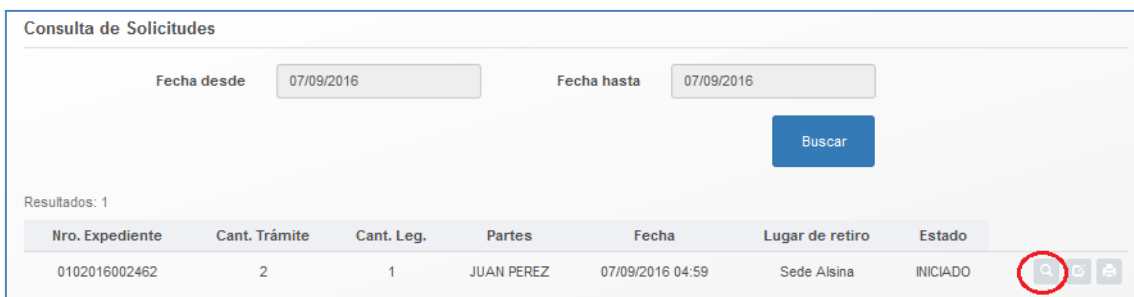 Consulta de Solicitudes
Fecha desde 07/09/2016 Fecha hasta 07/09/2016
Buscar
Resultados: 1
Nro. Expediente Cant. Trámite Cant. Leg. Partes Fecha Lugar de retiro Estado
0102016002462 2 1 JUAN PEREZ 07/09/2016 04:59 Sede Alsina INICIADO